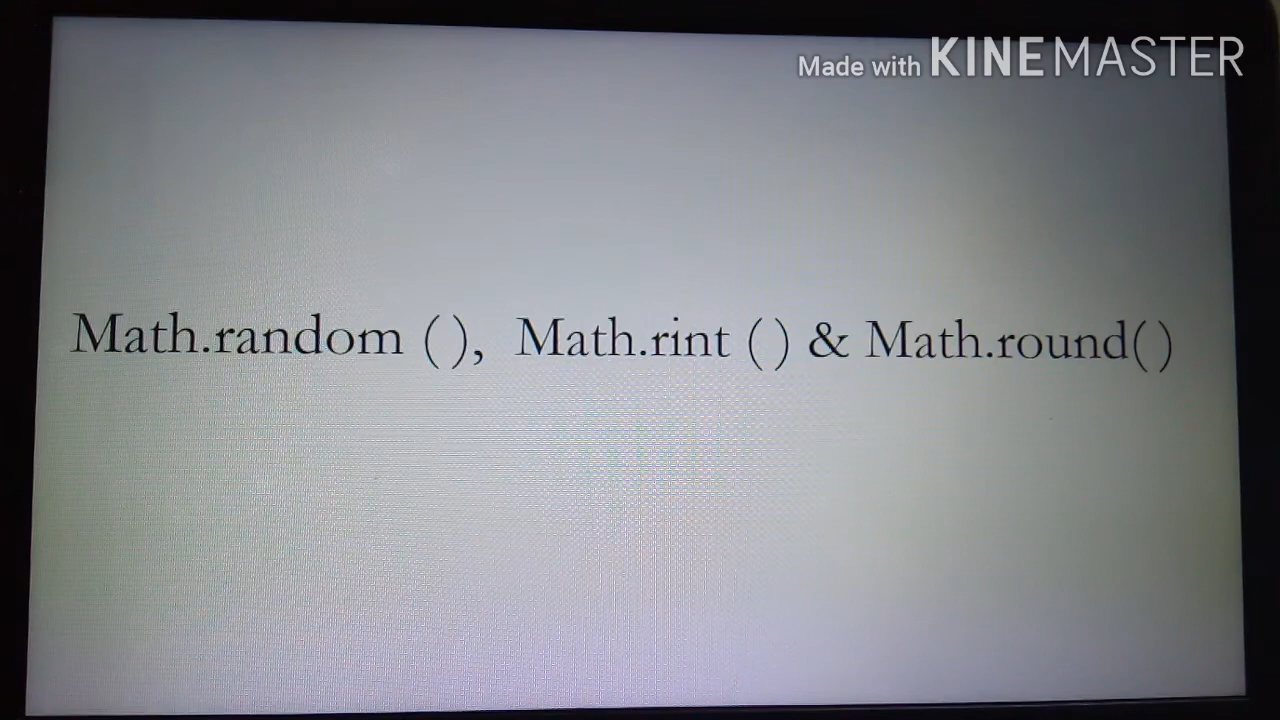 Made with KINEMASTER
Math.random ( ), Math.rint ( ) & Math.round( )